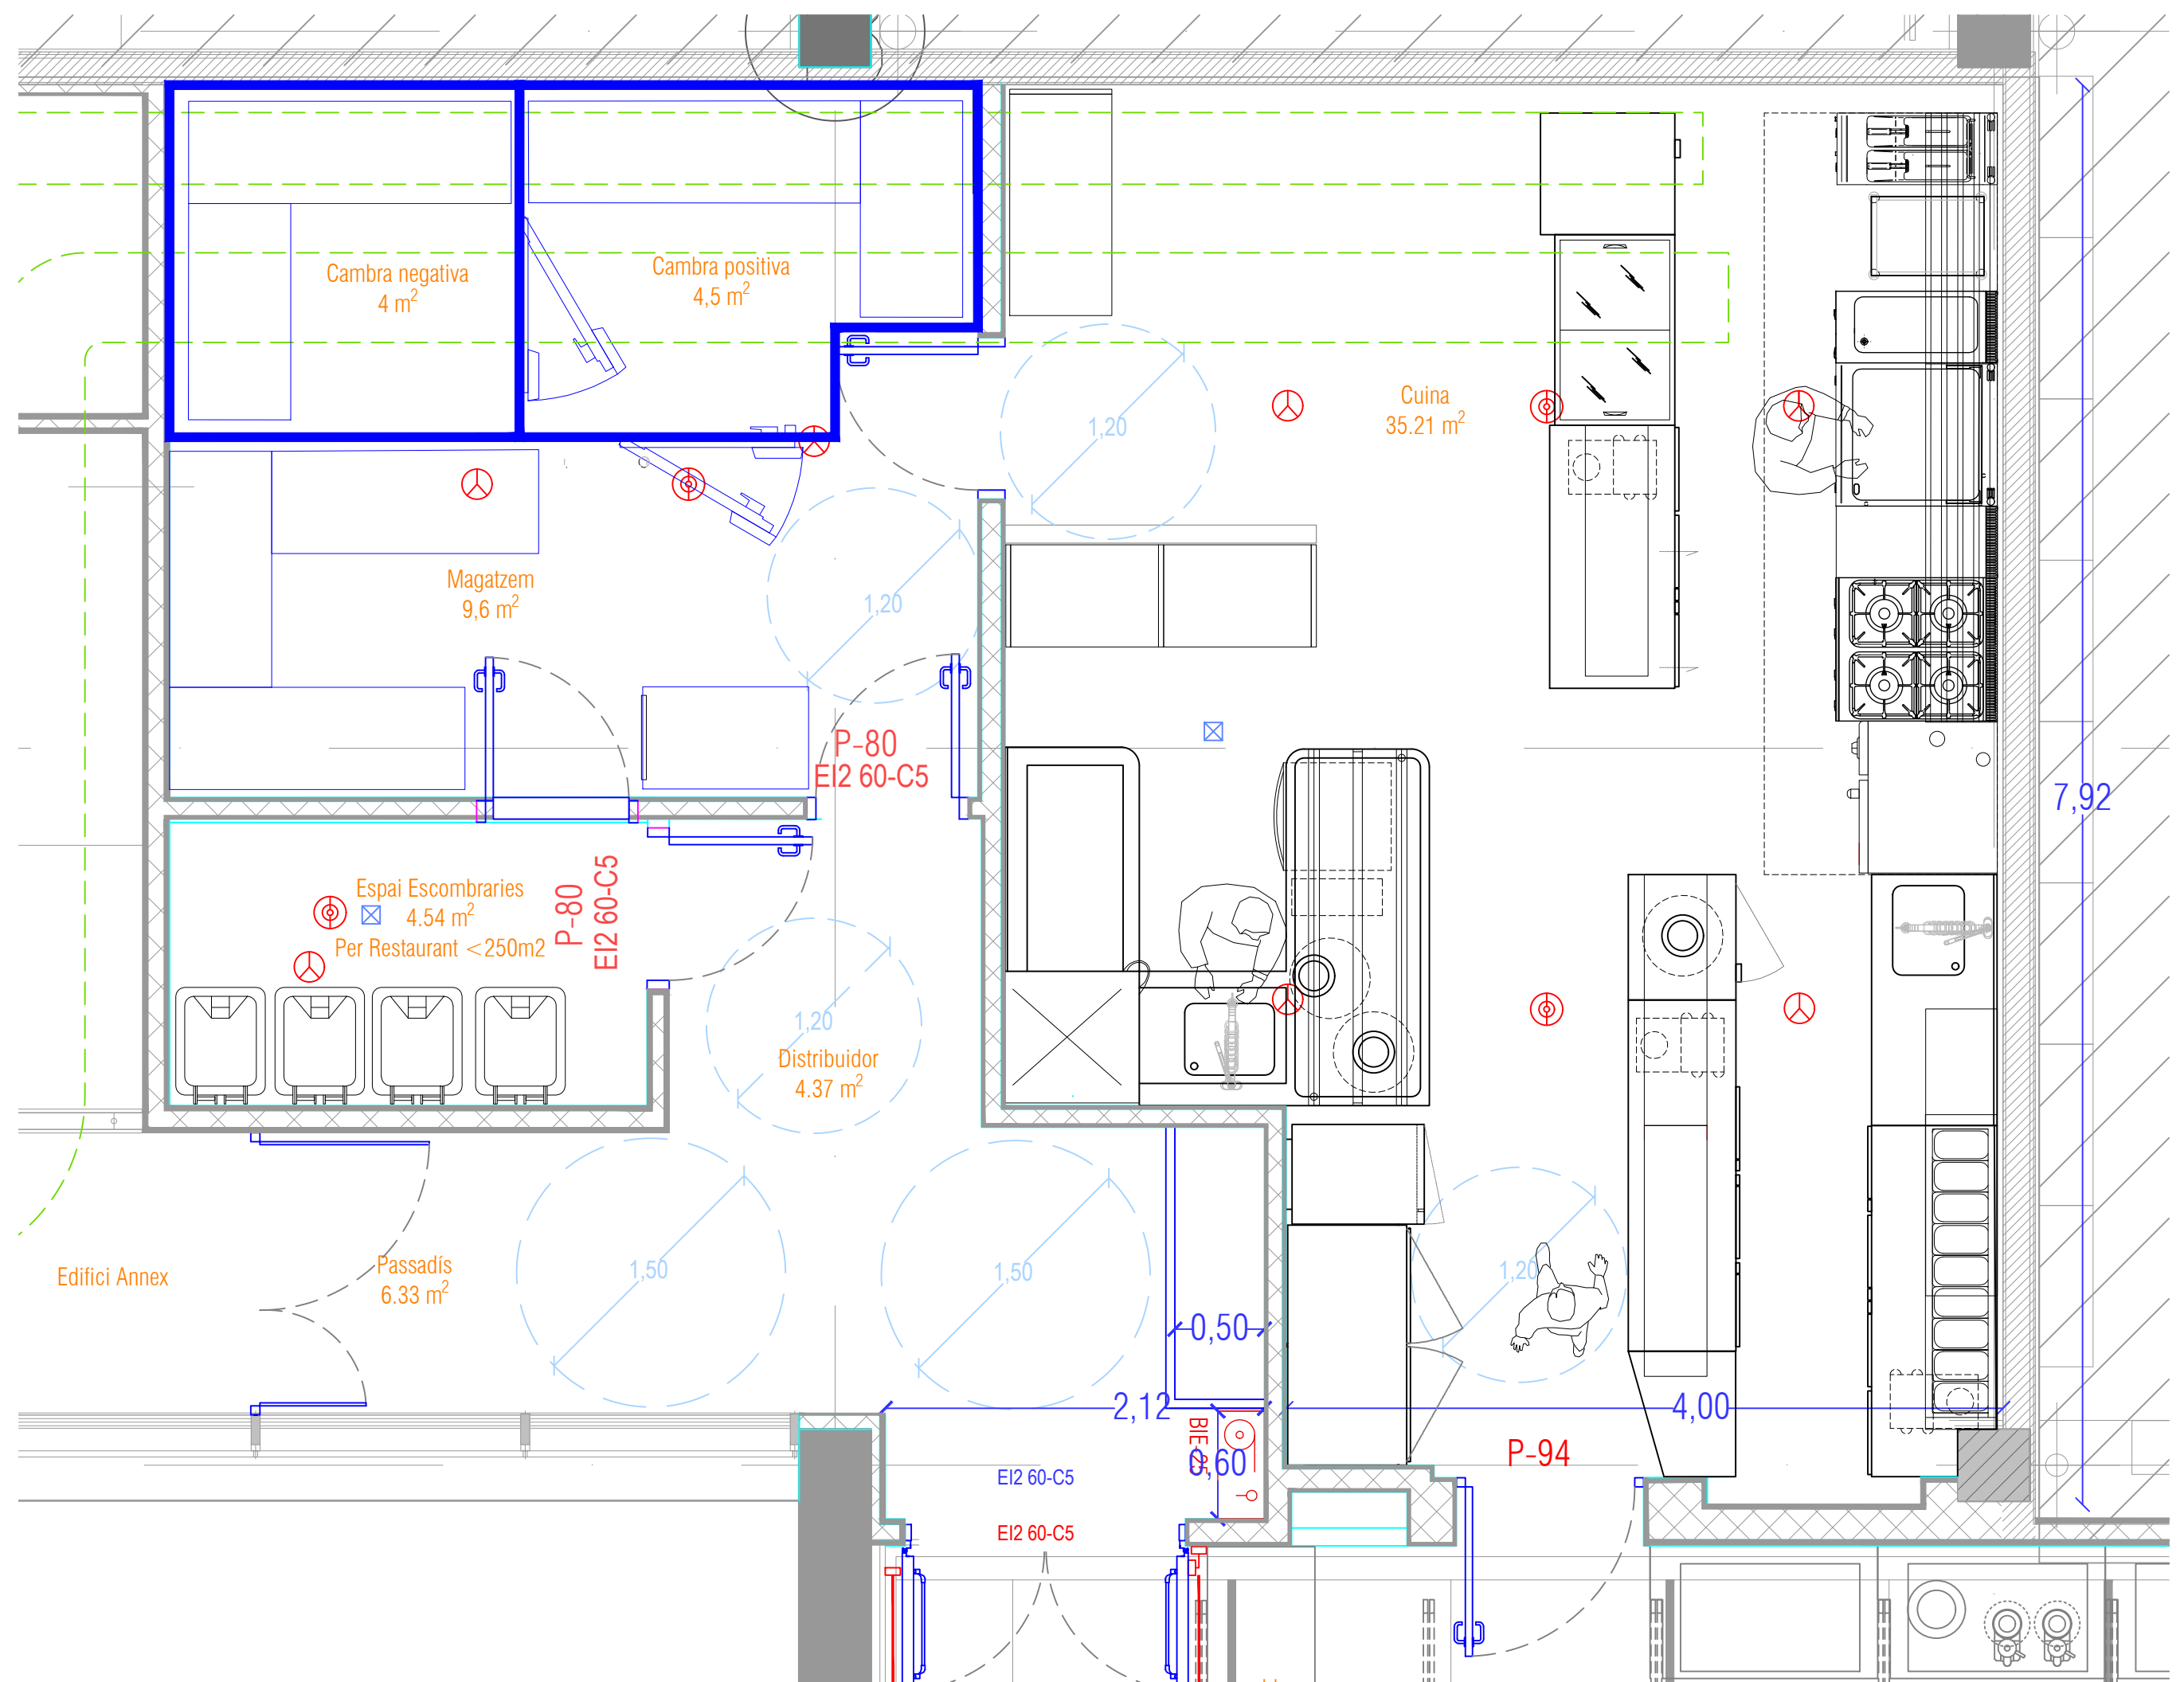 Cambra negativa
4 m²
Cambra positiva
4,5 m²
Cuina
35.21 m²
1,20
1,20
Magatzem
9,6 m²
P-80
EI2 60-C5
7,92
Espai Escombraries
4.54 m²
Per Restaurant <250m2
P-80
EI2 60-C5
1,20
Distribuidor
4.37 m²
Edifici Annex
Passadís
6.33 m²
1,50
1,50
1,20
0,50
2,12
4,00
BIE-25
0,60
P-94
EI2 60-C5
EI2 60-C5